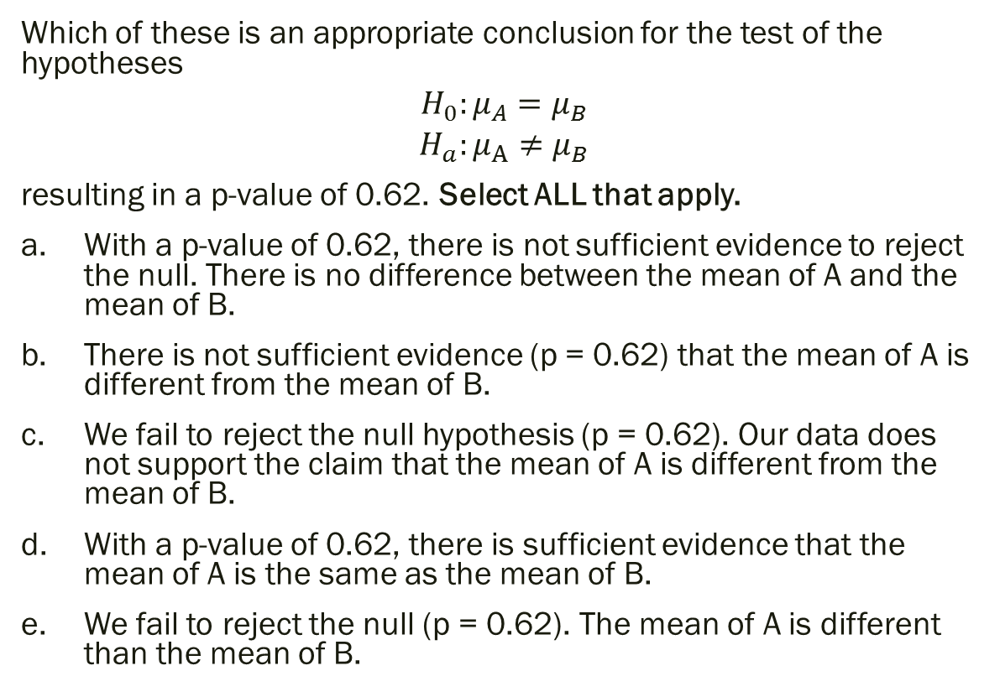 Which of these is an appropriate conclusion for the test of the
hypotheses
H₀: μ_A = μ_B
H_a: μ_A ≠ μ_B
resulting in a p-value of 0.62. Select ALL that apply.
a. With a p-value of 0.62, there is not sufficient evidence to reject
the null. There is no difference between the mean of A and the
mean of B.
b. There is not sufficient evidence (p = 0.62) that the mean of A is
different from the mean of B.
c. We fail to reject the null hypothesis (p = 0.62). Our data does
not support the claim that the mean of A is different from the
mean of B.
d. With a p-value of 0.62, there is sufficient evidence that the
mean of A is the same as the mean of B.
e. We fail to reject the null (p = 0.62). The mean of A is different
than the mean of B.